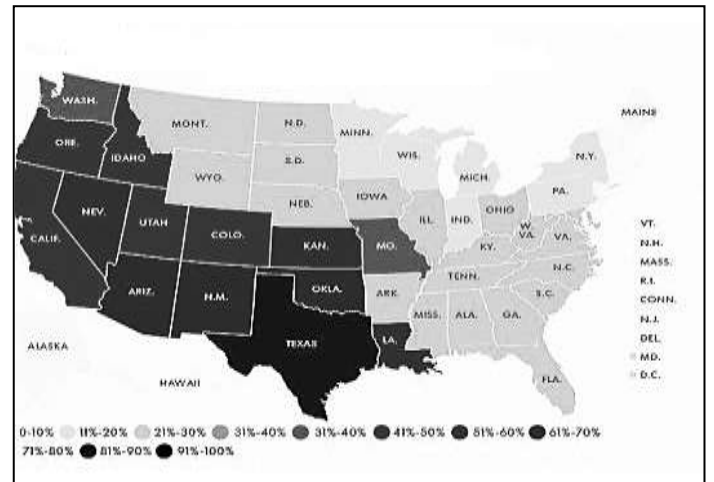 WASH.
MAINE
MONT.
N.D.
MINN.
ORE.
N.Y.
IDAHO
WIS.
S.D.
MICH.
WYO.
PA.
IOWA
NEB.
OHIO
NEV.
ILL.
IND.
UTAH
W. VA.
VA.
VT.
CALIF.
COLO.
KAN.
MO.
KY.
N.H.
MASS.
N.C.
TENN.
R.I.
ARIZ.
N.M.
OKLA.
ARK.
S.C.
CONN.
MISS.
ALA.
GA.
N.J.
TEXAS
LA.
DEL.
ALASKA
MD.
HAWAII
FLA.
D.C.
0-10% 11%-20% 21%-30% 31%-40% 31%-40% 41%-50% 51%-60% 61%-70%
71%-80% 81%-90% 91%-100%